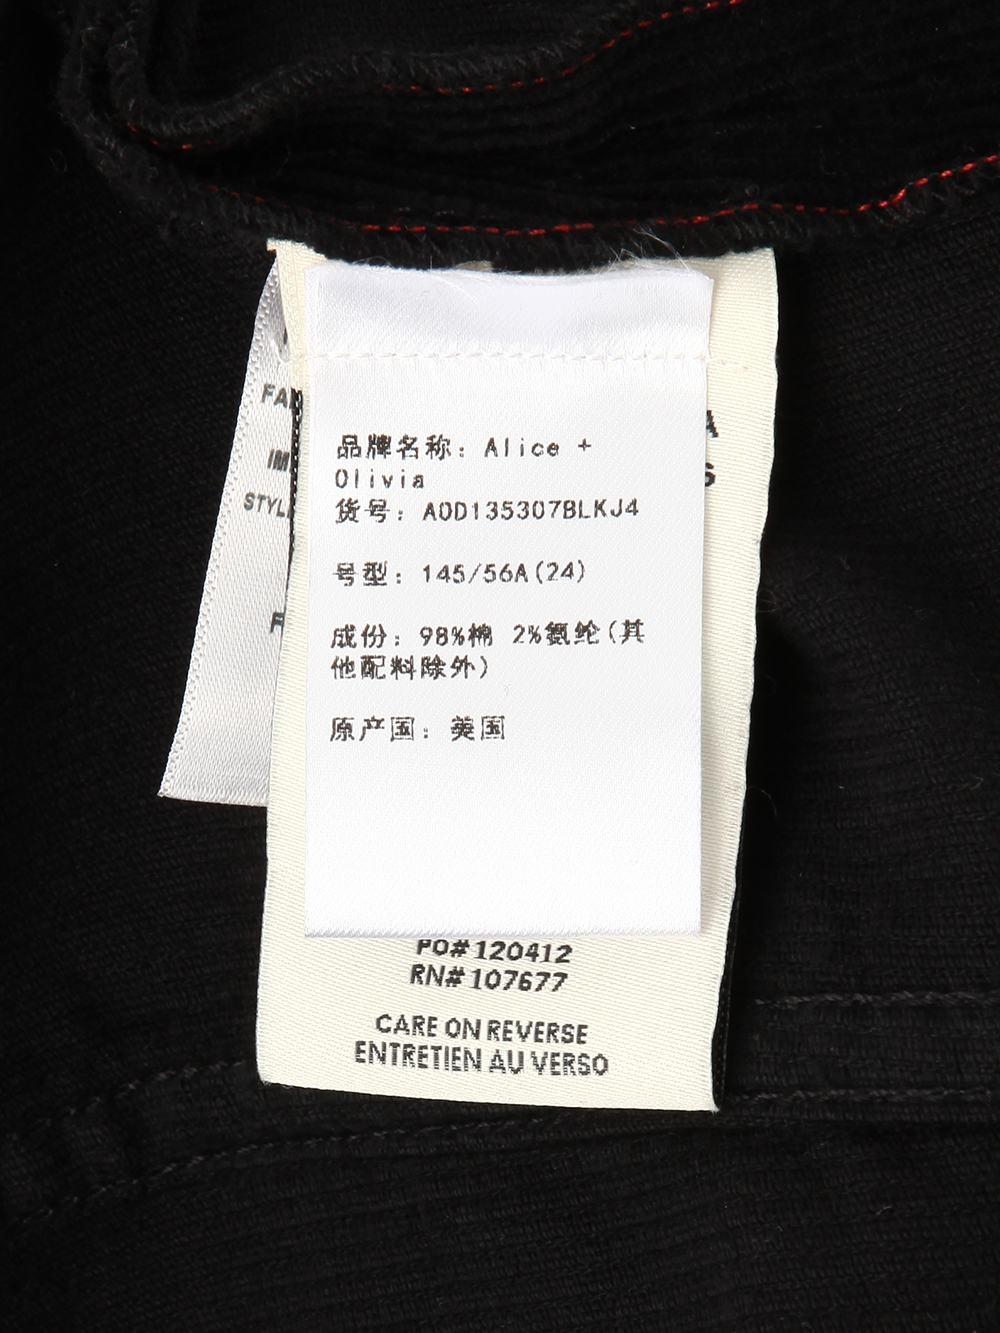 品牌名称: Alice +
Olivia
货号: A0D135307BLKJ4
号型: 145/56A(24)
成份: 98%棉 2%氨纶(其
他配料除外)
原产国: 美国
PO#120412
RN#107677
CARE ON REVERSE
ENTRETIEN AU VERSO